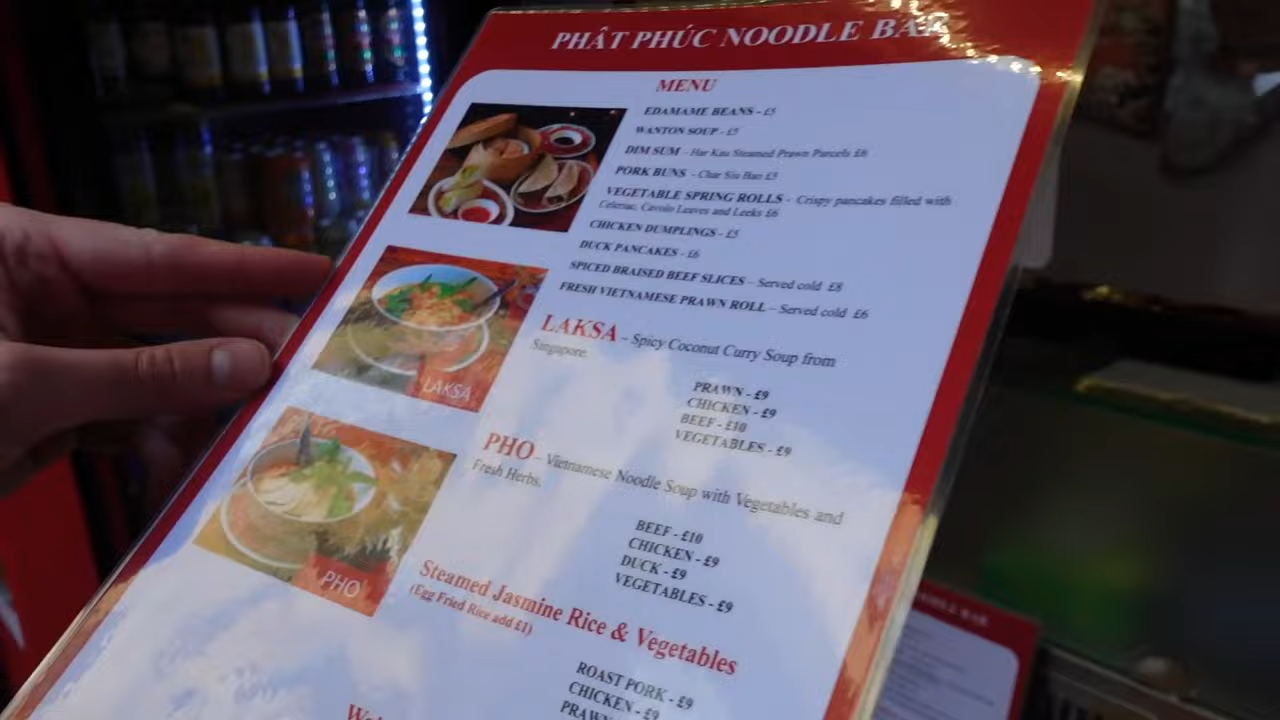 PHÂT PHÚC NOODLE BAR
MENU
EDAMAME BEANS - £5
WANTON SOUP - £5
DIM SUM - Har Kau Steamed Prawn Parcels £6
PORK BUNS - Char Siu Bao £5
VEGETABLE SPRING ROLLS - Crispy pancakes filled with
Celeriac, Cavolo Leaves and Leeks £6
CHICKEN DUMPLINGS - £5
DUCK PANCAKES - £6
SPICED BRAISED BEEF SLICES – Served cold £8
FRESH VIETNAMESE PRAWN ROLL – Served cold £6
LAKSA – Spicy Coconut Curry Soup from
Singapore.
PRAWN - £9
CHICKEN - £9
BEEF - £10
VEGETABLES - £9
LAKSA
PHO – Vietnamese Noodle Soup with Vegetables and
Fresh Herbs.
BEEF - £10
CHICKEN - £9
DUCK - £9
VEGETABLES - £9
PHO
Steamed Jasmine Rice & Vegetables
(Egg Fried Rice add £1)
ROAST PORK - £9
CHICKEN - £9
PRAWN